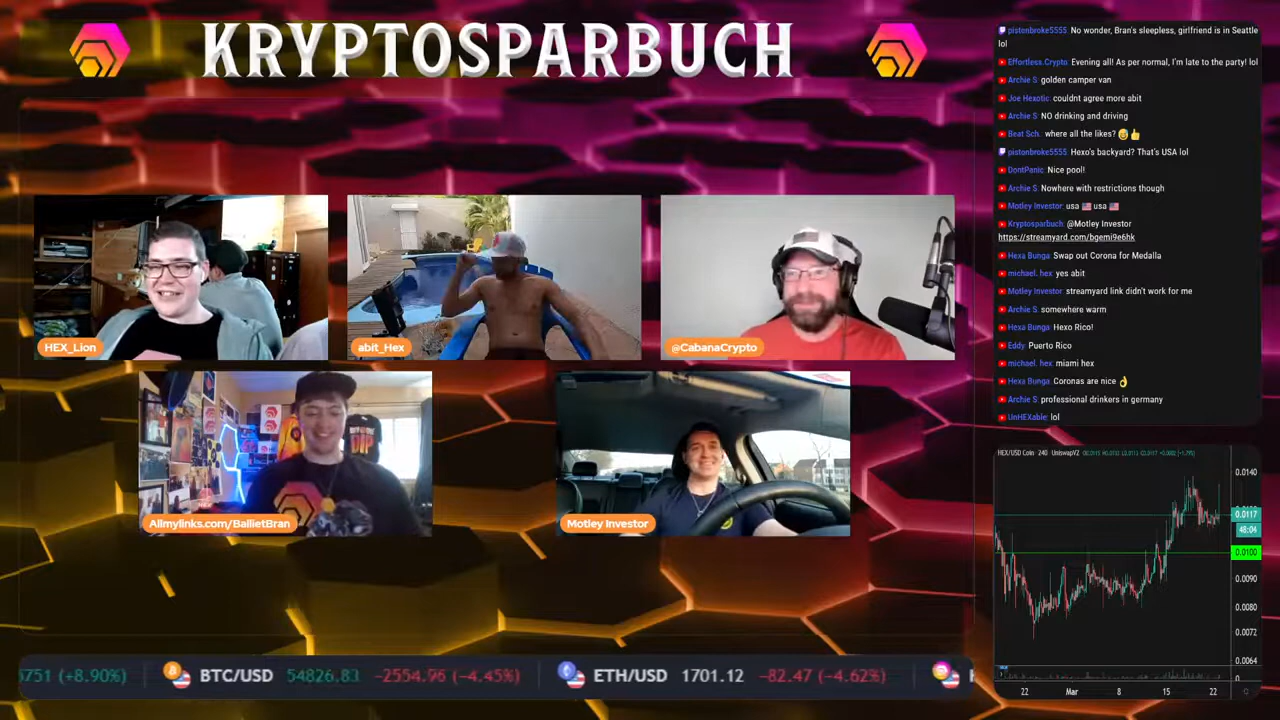 KRYPTOSPARBUCH
pistonbroke5555: No wonder, Bran's sleepless, girlfriend is in Seattle
lol
Effortless.Crypto: Evening all! As per normal, I'm late to the party! lol
Archie S: golden camper van
Joe Hexotic: couldnt agree more abit
Archie S: NO drinking and driving
Beat Sch.: where all the likes? 😅👍
pistonbroke5555: Hexo's backyard? That's USA lol
DontPanic: Nice pool!
Archie S: Nowhere with restrictions though
Motley Investor: usa 🇺🇸 usa 🇺🇸
Kryptosparbuch: @Motley Investor
https://streamyard.com/bgemi9e6hk
Hexa Bunga: Swap out Corona for Medalla
michael. hex: yes abit
Motley Investor: streamyard link didn't work for me
Archie S: somewhere warm
Hexa Bunga: Hexo Rico!
Eddy: Puerto Rico
michael. hex: miami hex
Hexa Bunga: Coronas are nice 👌
Archie S: professional drinkers in germany
UnHEXable: lol
HEX_Lion
abit_Hex
@CabanaCrypto
Allmylinks.com/BallietBran
Motley Investor
DIP
HEX/USD Coin 240 UniswapV2
0.0140
0.0117
48:04
0.0100
0.0090
0.0080
0.0072
0.0064
0
22 Mar 8 15 22
3751 (+8.90%) BTC/USD 54826.83 −2554.96 (−4.45%) ETH/USD 1701.12 −82.47 (−4.62%)